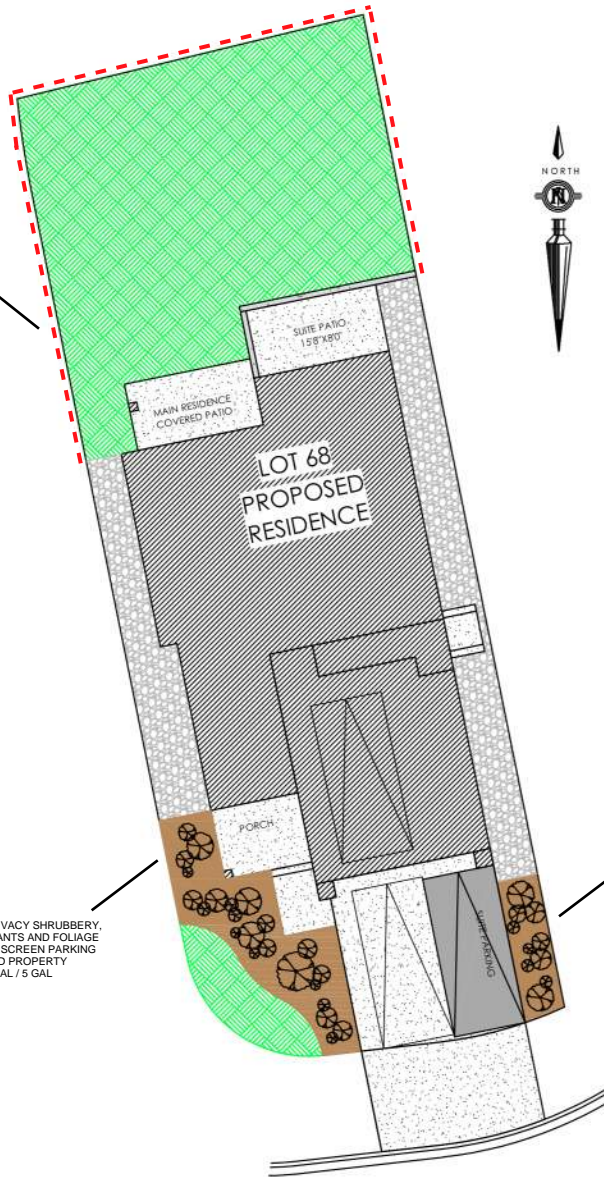 NORTH
N
SUITE PATIO
15'8"X8'0"
MAIN RESIDENCE
COVERED PATIO
LOT 68
PROPOSED
RESIDENCE
PORCH
SUITE PARKING
VACY SHRUBBERY,
ANTS AND FOLIAGE
SCREEN PARKING
D PROPERTY
AL / 5 GAL